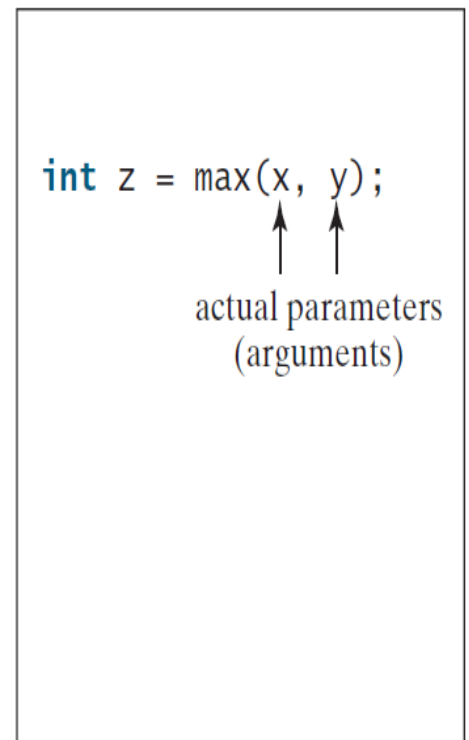 int z = max(x, y);
actual parameters
(arguments)